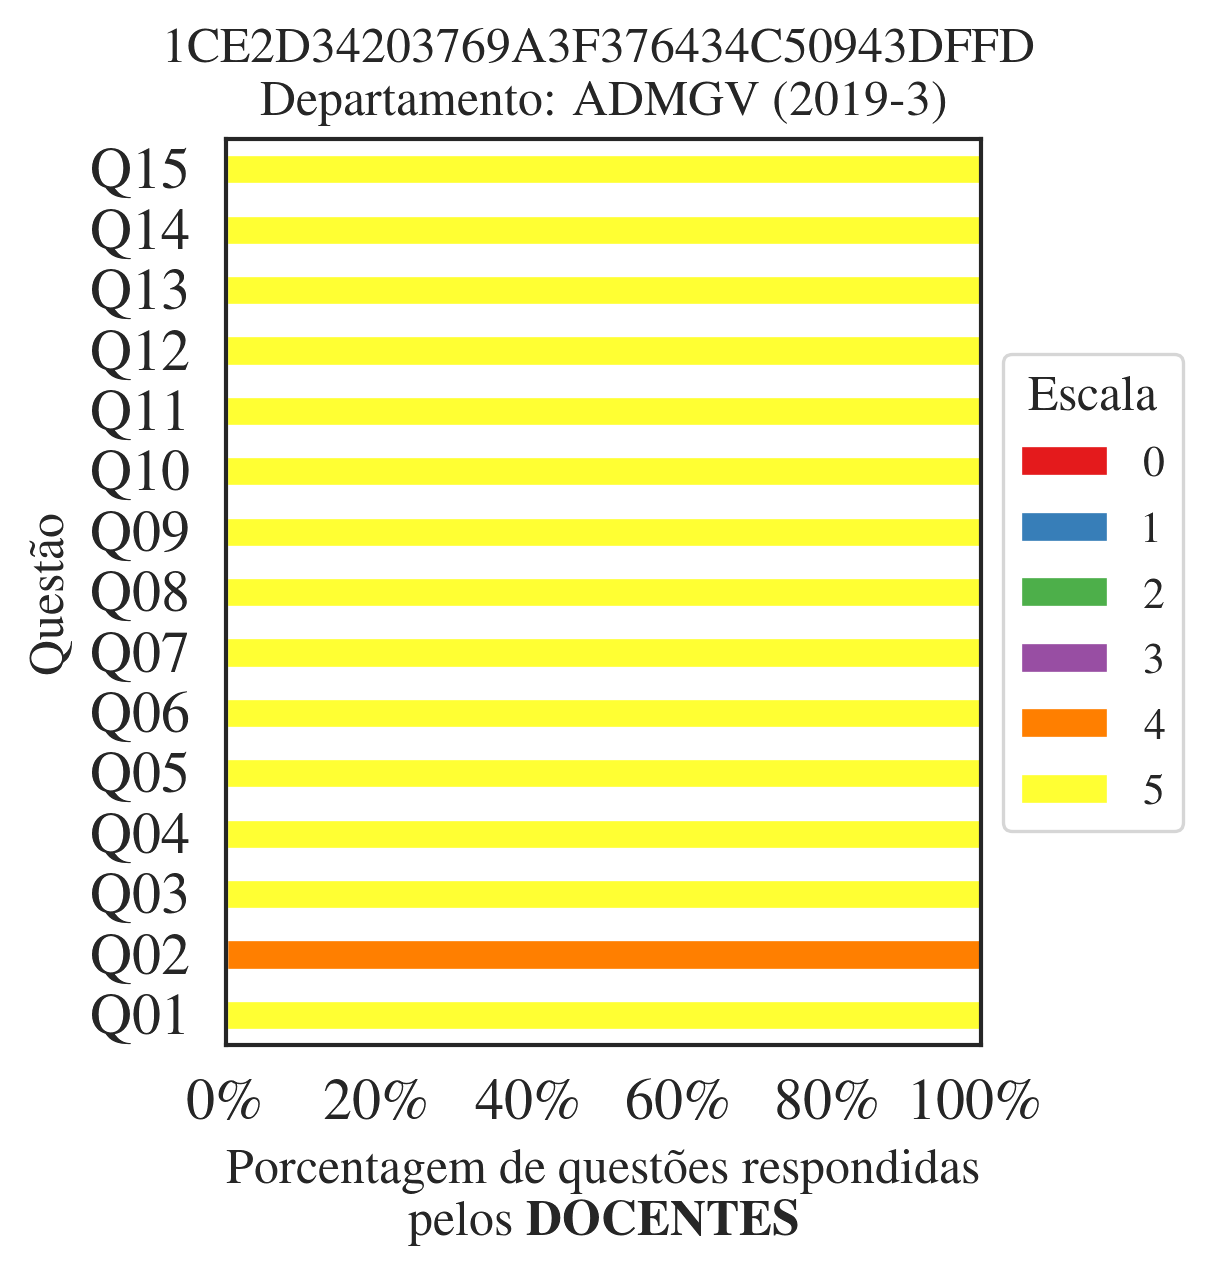 1CE2D34203769A3F376434C50943DFFD
Departamento: ADMGV (2019-3)
Questão
Q15
Q14
Q13
Q12
Q11
Q10
Q09
Q08
Q07
Q06
Q05
Q04
Q03
Q02
Q01
0% 20% 40% 60% 80% 100%
Porcentagem de questões respondidas
pelos DOCENTES
Escala
0
1
2
3
4
5